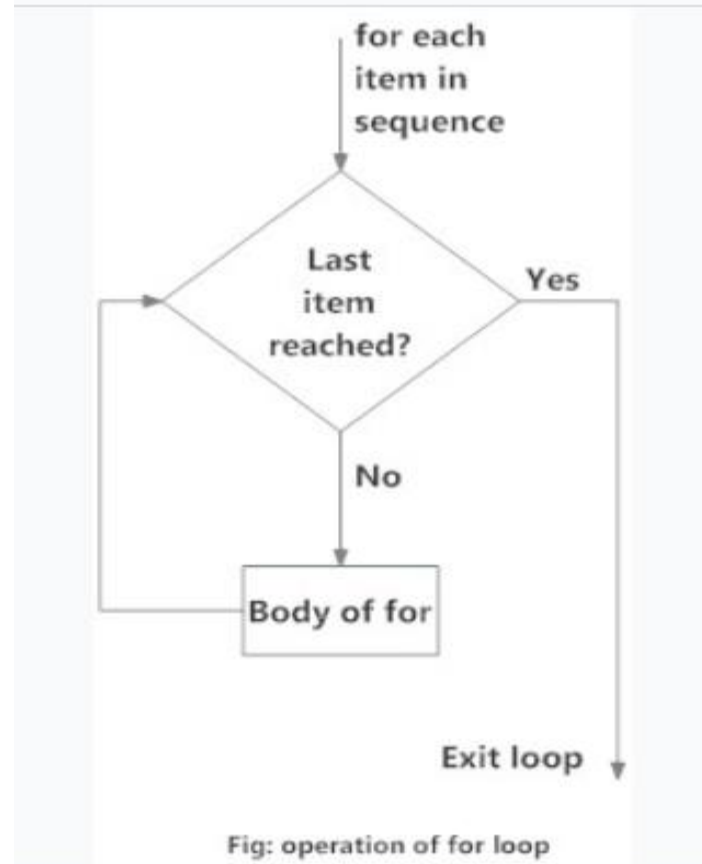 for each
item in
sequence
Last
item
reached?
Yes
No
Body of for
Exit loop
Fig: operation of for loop